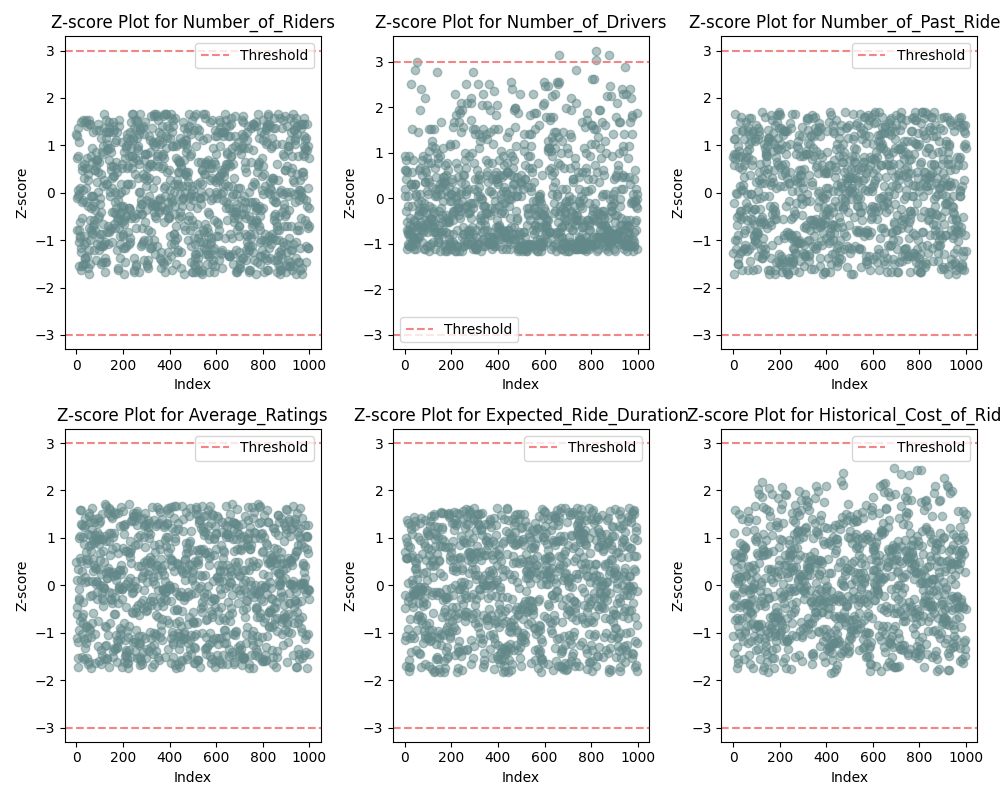 Z-score Plot for Number_of_Riders
3
2
1
0
−1
−2
−3
Z-score
0 200 400 600 800 1000
Index
Threshold
Z-score Plot for Number_of_Drivers
3
2
1
0
−1
−2
−3
Z-score
0 200 400 600 800 1000
Index
Threshold
Z-score Plot for Number_of_Past_Ride
3
2
1
0
−1
−2
−3
Z-score
0 200 400 600 800 1000
Index
Threshold
Z-score Plot for Average_Ratings
3
2
1
0
−1
−2
−3
Z-score
0 200 400 600 800 1000
Index
Threshold
Z-score Plot for Expected_Ride_Duration
3
2
1
0
−1
−2
−3
Z-score
0 200 400 600 800 1000
Index
Threshold
Z-score Plot for Historical_Cost_of_Rid
3
2
1
0
−1
−2
−3
Z-score
0 200 400 600 800 1000
Index
Threshold